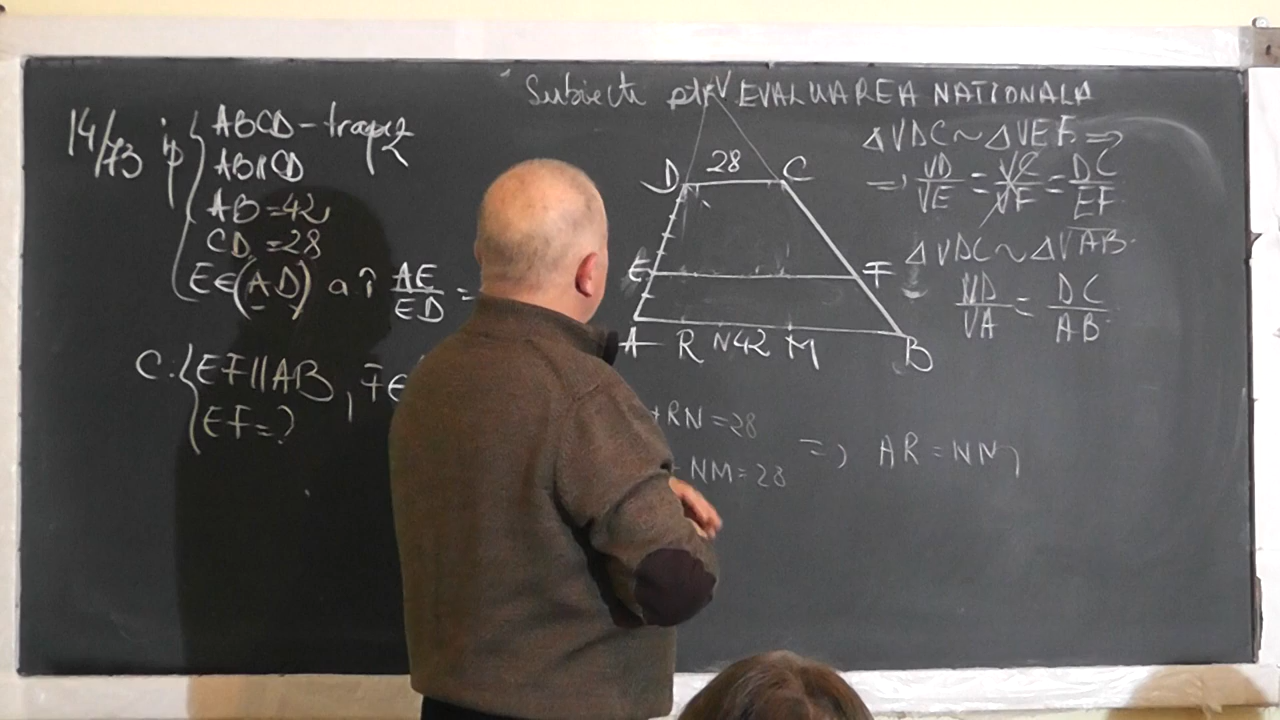 Subiecte pt EVALUAREA NATIONALA
14/73 ip { ABCD - trapez
AB || CD
AB = 42
CD = 28
E ∈ (AD) a î AE/ED =
C. { EF || AB, F ∈
EF = ?
V
D 28 C
E F
A R N 42 M B
+ RN = 28
+ NM = 28
=> AR = NM
ΔVDC ~ ΔVEF =>
=> VD/VE = VC/VF = DC/EF
ΔVDC ~ ΔVAB
VD/VA = DC/AB